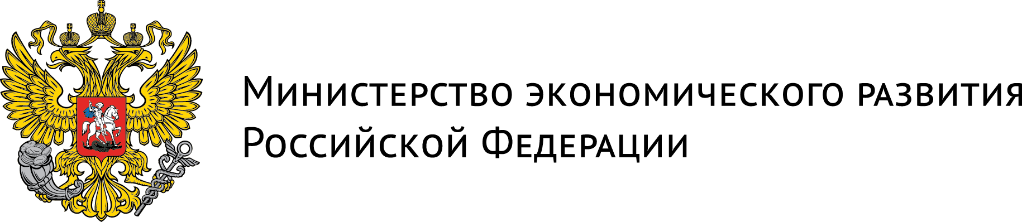 Министерство экономического развития
Российской Федерации